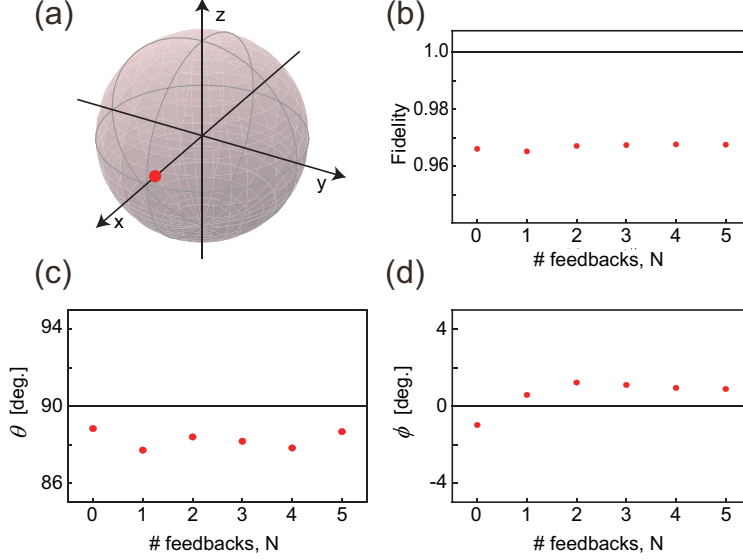 (a)
z
y
x
(b)
Fidelity
1.0
0.98
0.96
0 1 2 3 4 5
# feedbacks, N
(c)
θ [deg.]
94
90
86
0 1 2 3 4 5
# feedbacks, N
(d)
ϕ [deg.]
4
0
-4
0 1 2 3 4 5
# feedbacks, N